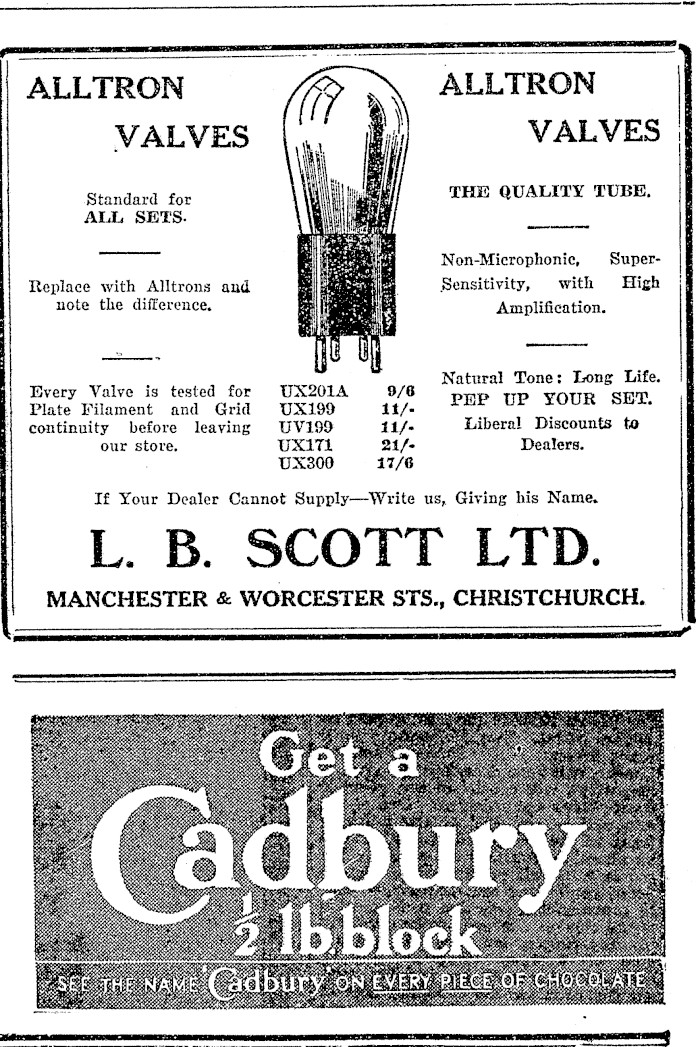 ALLTRON
VALVES
Standard for
ALL SETS.
Replace with Alltrons and
note the difference.
Every Valve is tested for
Plate Filament and Grid
continuity before leaving
our store.
UX201A 9/6
UX199 11/-
UV199 11/-
UX171 21/-
UX300 17/6
ALLTRON
VALVES
THE QUALITY TUBE.
Non-Microphonic, Super-
Sensitivity, with High
Amplification.
Natural Tone: Long Life.
PEP UP YOUR SET.
Liberal Discounts to
Dealers.
If Your Dealer Cannot Supply—Write us, Giving his Name.
L. B. SCOTT LTD.
MANCHESTER & WORCESTER STS., CHRISTCHURCH.
Get a
Cadbury
½ lb. block
SEE THE NAME 'Cadbury' ON EVERY PIECE OF CHOCOLATE